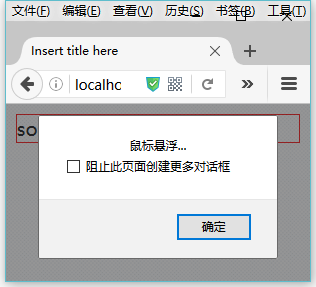 文件(F) 编辑(E) 查看(V) 历史(S) 书签(B) 工具(T)
Insert title here
localhc
so
鼠标悬浮...
阻止此页面创建更多对话框
确定